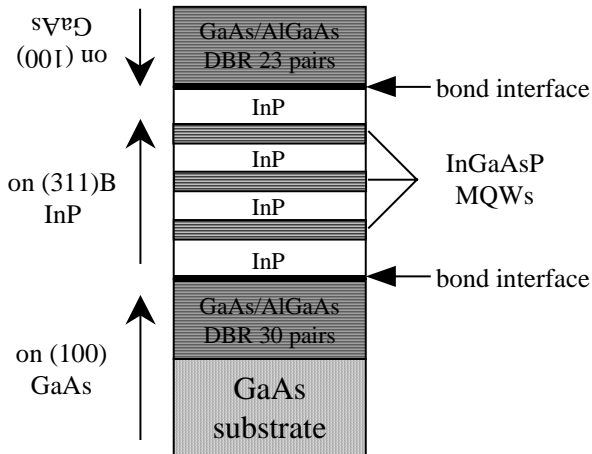 on (100)
GaAs
GaAs/AlGaAs
DBR 23 pairs
bond interface
InP
on (311)B
InP
InP
InP
InP
InGaAsP
MQWs
bond interface
GaAs/AlGaAs
DBR 30 pairs
on (100)
GaAs
GaAs
substrate